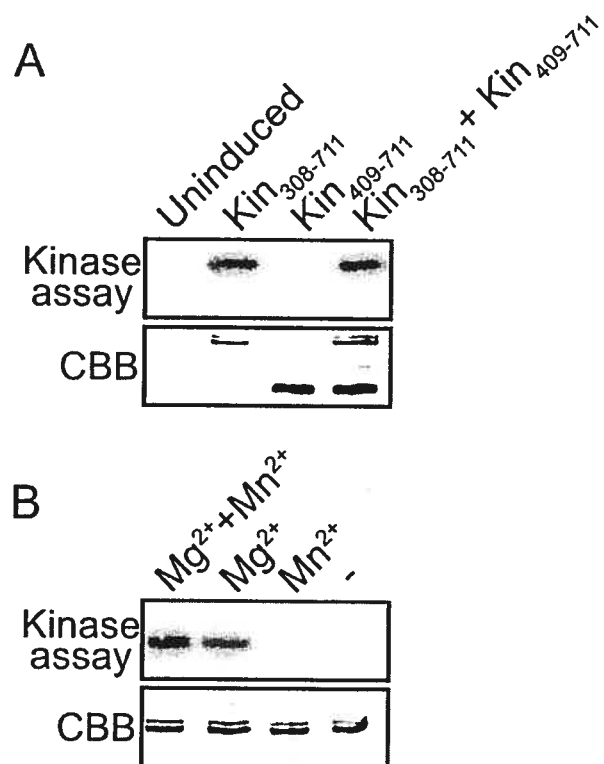 A
Uninduced
Kin308-711
Kin409-711
Kin308-711 + Kin409-711
Kinase
assay
CBB
B
Mg²⁺+Mn²⁺
Mg²⁺
Mn²⁺
-
Kinase
assay
CBB